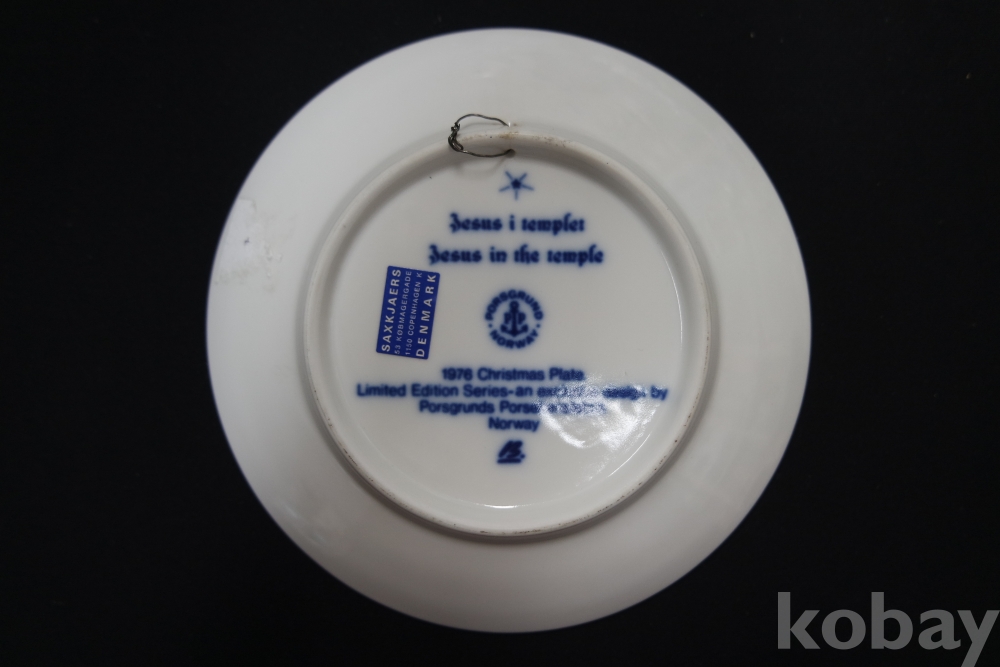 Jesus i templet
Jesus in the temple
SAXKJAERS
53 KØBMAGERGADE
1150 COPENHAGEN K
DENMARK
PORSGRUND
NORWAY
1976 Christmas Plate
Limited Edition Series-an design by
Porsgrunds
Norway
kobay